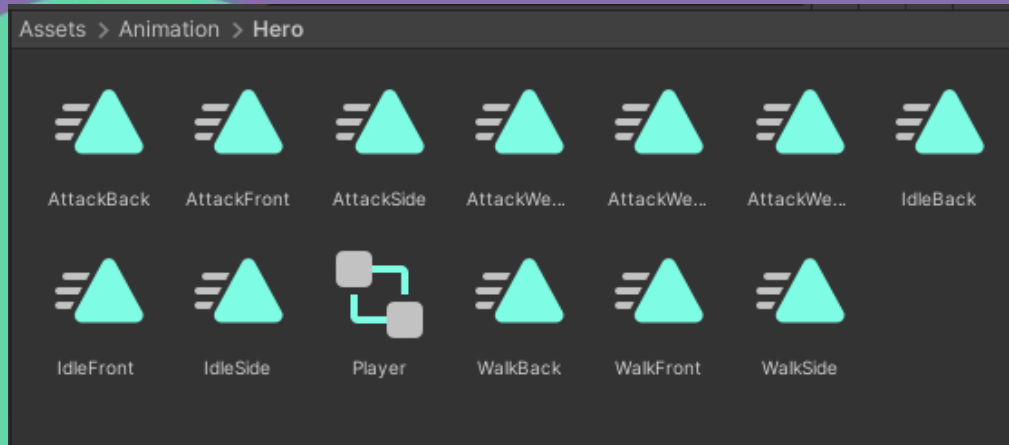 Assets > Animation > Hero
AttackBack AttackFront AttackSide AttackWe... AttackWe... AttackWe... IdleBack
IdleFront IdleSide Player WalkBack WalkFront WalkSide